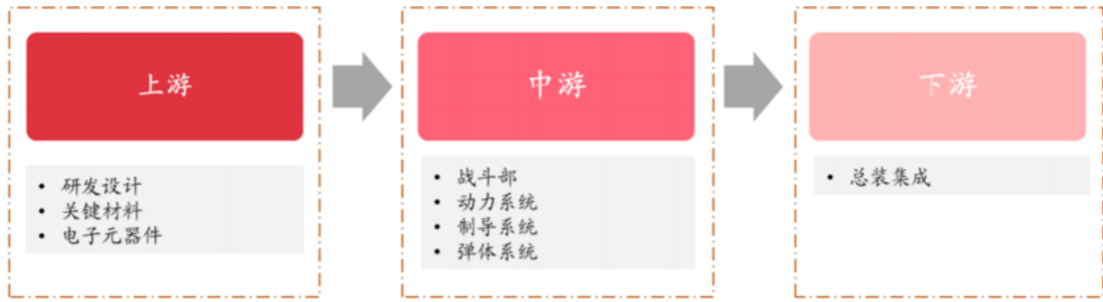 上游
• 研发设计
• 关键材料
• 电子元器件
中游
• 战斗部
• 动力系统
• 制导系统
• 弹体系统
下游
• 总装集成